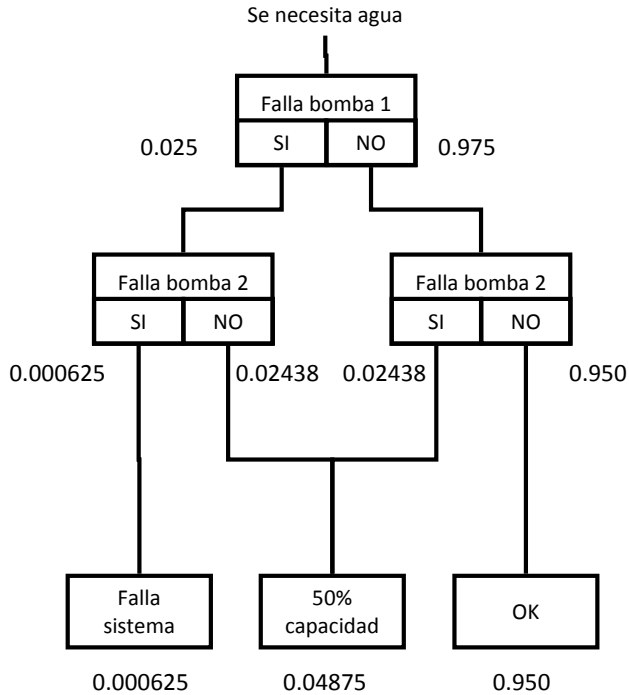 Se necesita agua
Falla bomba 1
0.025 SI NO 0.975
Falla bomba 2 Falla bomba 2
SI NO SI NO
0.000625 0.02438 0.02438 0.950
Falla sistema
50% capacidad
OK
0.000625 0.04875 0.950